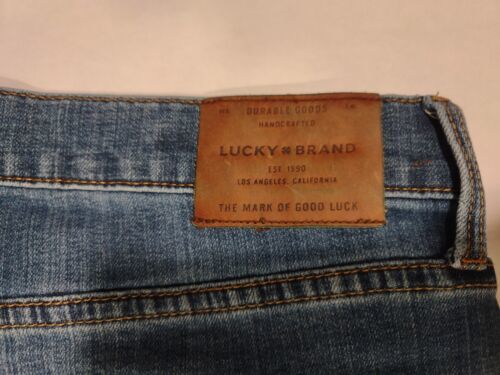 DURABLE GOODS
HANDCRAFTED
LUCKY BRAND
EST 1990
LOS ANGELES, CALIFORNIA
THE MARK OF GOOD LUCK